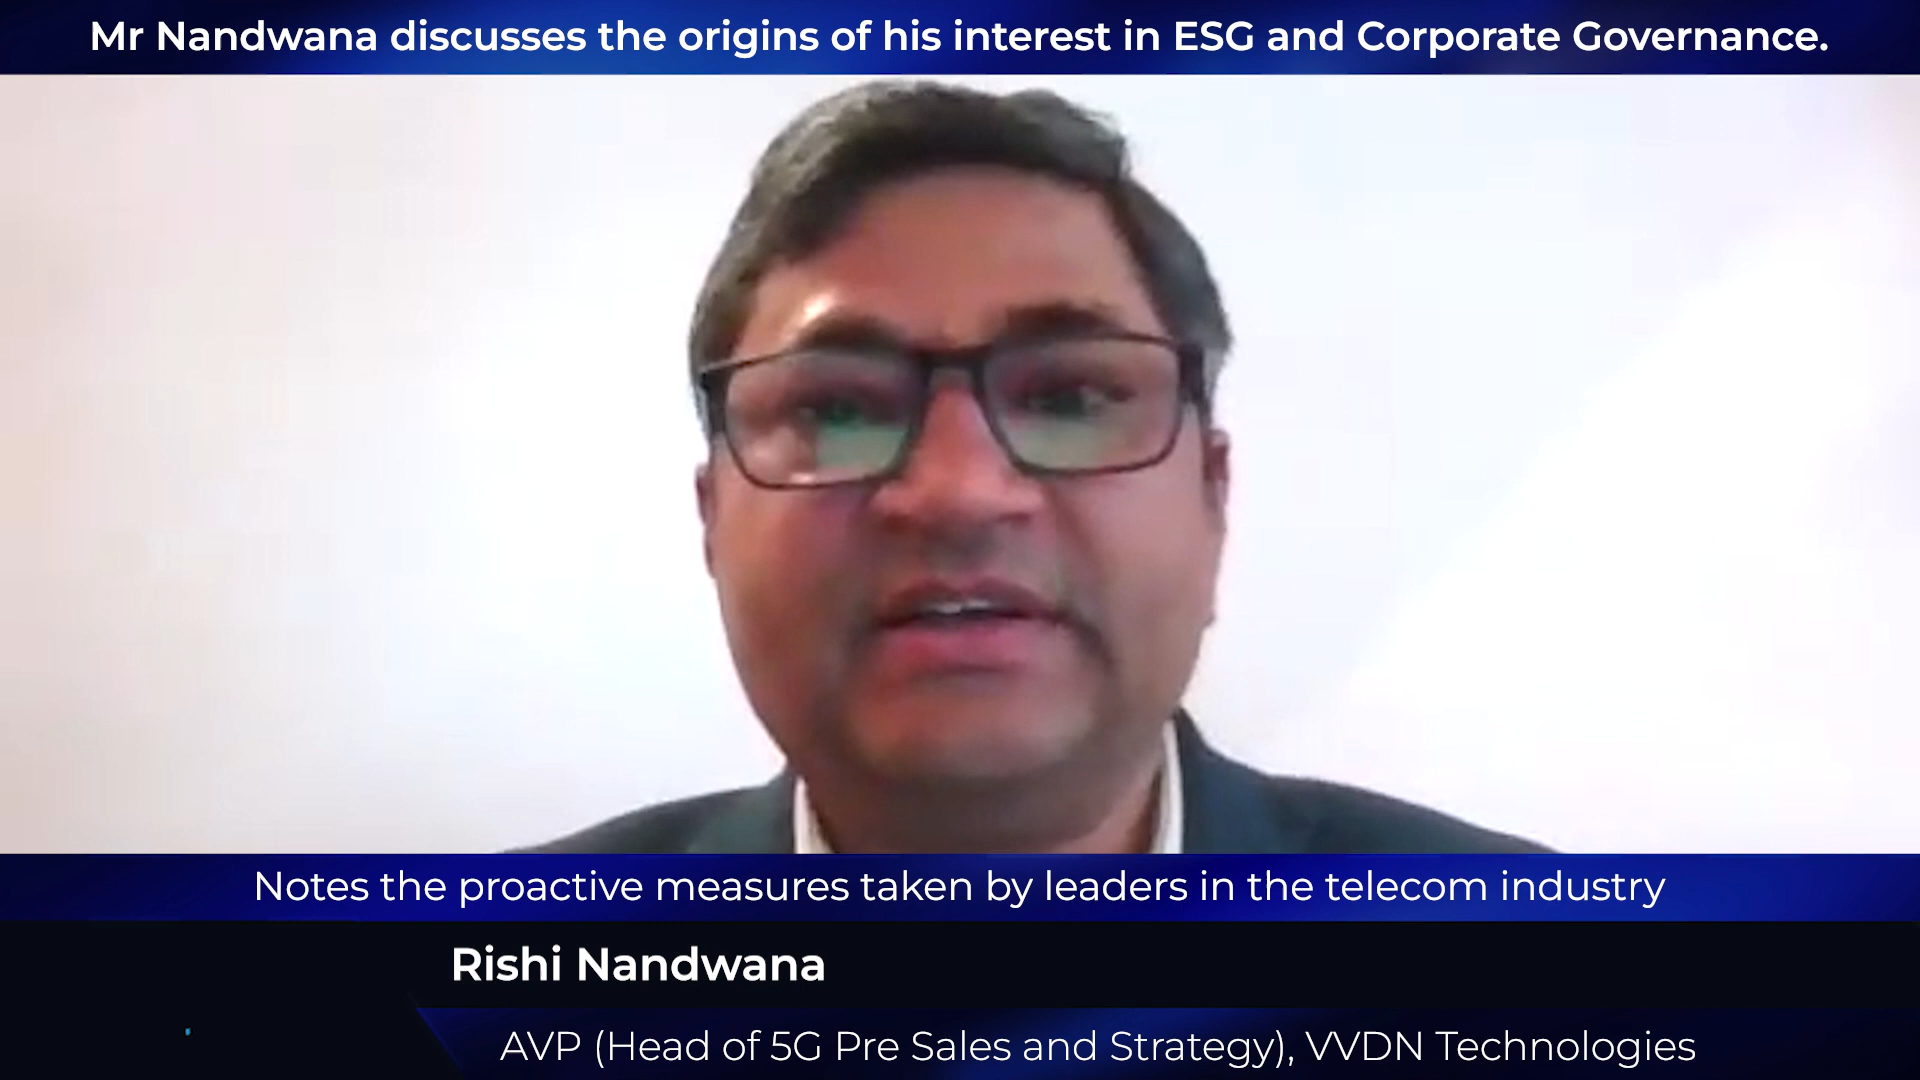 Mr Nandwana discusses the origins of his interest in ESG and Corporate Governance.
Notes the proactive measures taken by leaders in the telecom industry
Rishi Nandwana
AVP (Head of 5G Pre Sales and Strategy), VVDN Technologies